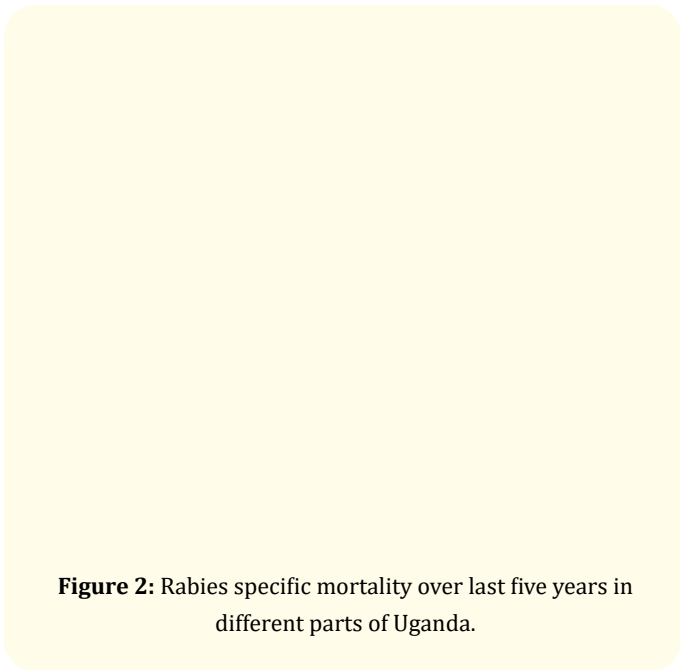 Figure 2: Rabies specific mortality over last five years in
different parts of Uganda.